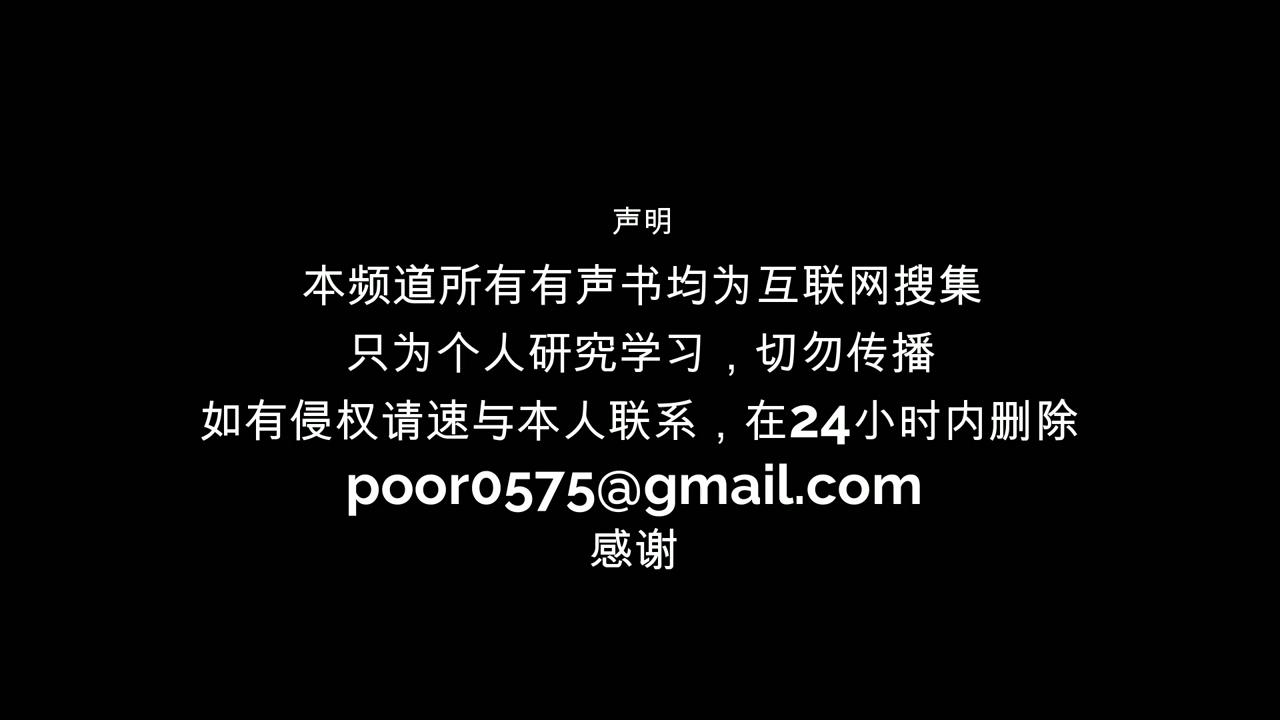 声明
本频道所有有声书均为互联网搜集
只为个人研究学习，切勿传播
如有侵权请速与本人联系，在24小时内删除
poor0575@gmail.com
感谢